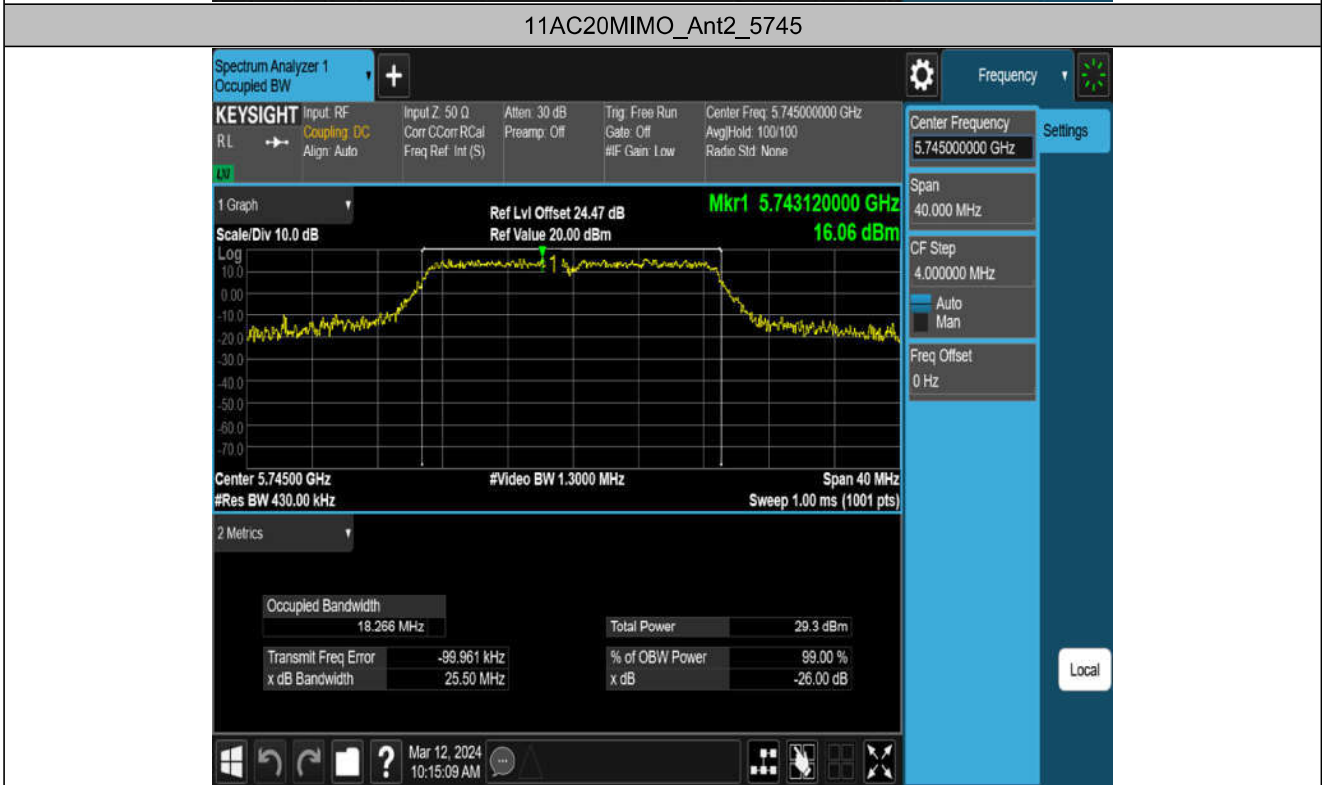 11AC20MIMO_Ant2_5745
Spectrum Analyzer 1
Occupied BW
+
Frequency
KEYSIGHT
RL
LXI
Input: RF
Coupling: DC
Align: Auto
Input Z: 50 Ω
Corr CCorr RCal
Freq Ref: Int (S)
Atten: 30 dB
Preamp: Off
Trig: Free Run
Gate: Off
#IF Gain: Low
Center Freq: 5.745000000 GHz
Avg|Hold: 100/100
Radio Std: None
Center Frequency
5.745000000 GHz
Settings
Span
40.000 MHz
CF Step
4.000000 MHz
Auto
Man
Freq Offset
0 Hz
1 Graph
Scale/Div 10.0 dB
Ref Lvl Offset 24.47 dB
Ref Value 20.00 dBm
Mkr1 5.743120000 GHz
16.06 dBm
Log
10.0
0.00
-10.0
-20.0
-30.0
-40.0
-50.0
-60.0
-70.0
1
Center 5.74500 GHz
#Res BW 430.00 kHz
#Video BW 1.3000 MHz
Span 40 MHz
Sweep 1.00 ms (1001 pts)
2 Metrics
Occupied Bandwidth
18.266 MHz
Total Power 29.3 dBm
Transmit Freq Error -99.961 kHz
% of OBW Power 99.00 %
x dB Bandwidth 25.50 MHz
x dB -26.00 dB
Local
?
Mar 12, 2024
10:15:09 AM